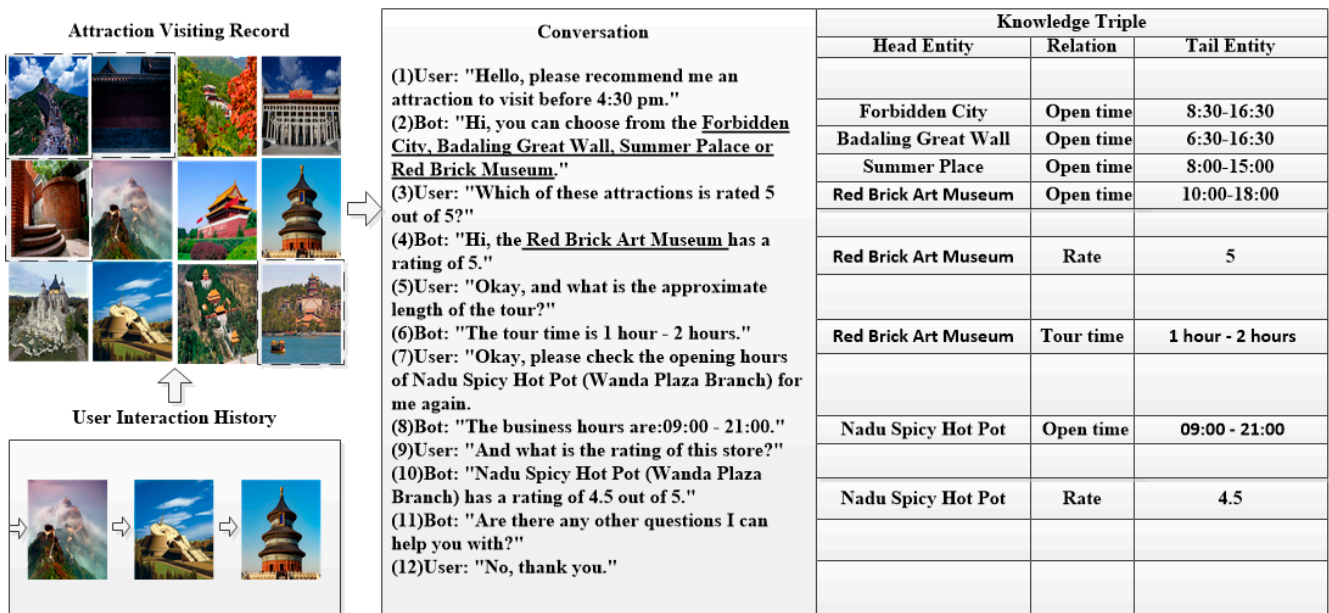 Attraction Visiting Record
User Interaction History
Conversation
(1)User: "Hello, please recommend me an
attraction to visit before 4:30 pm."
(2)Bot: "Hi, you can choose from the Forbidden
City, Badaling Great Wall, Summer Palace or
Red Brick Museum."
(3)User: "Which of these attractions is rated 5
out of 5?"
(4)Bot: "Hi, the Red Brick Art Museum has a
rating of 5."
(5)User: "Okay, and what is the approximate
length of the tour?"
(6)Bot: "The tour time is 1 hour - 2 hours."
(7)User: "Okay, please check the opening hours
of Nadu Spicy Hot Pot (Wanda Plaza Branch) for
me again.
(8)Bot: "The business hours are:09:00 - 21:00."
(9)User: "And what is the rating of this store?"
(10)Bot: "Nadu Spicy Hot Pot (Wanda Plaza
Branch) has a rating of 4.5 out of 5."
(11)Bot: "Are there any other questions I can
help you with?"
(12)User: "No, thank you."
Knowledge Triple
Head Entity Relation Tail Entity
Forbidden City Open time 8:30-16:30
Badaling Great Wall Open time 6:30-16:30
Summer Place Open time 8:00-15:00
Red Brick Art Museum Open time 10:00-18:00
Red Brick Art Museum Rate 5
Red Brick Art Museum Tour time 1 hour - 2 hours
Nadu Spicy Hot Pot Open time 09:00 - 21:00
Nadu Spicy Hot Pot Rate 4.5